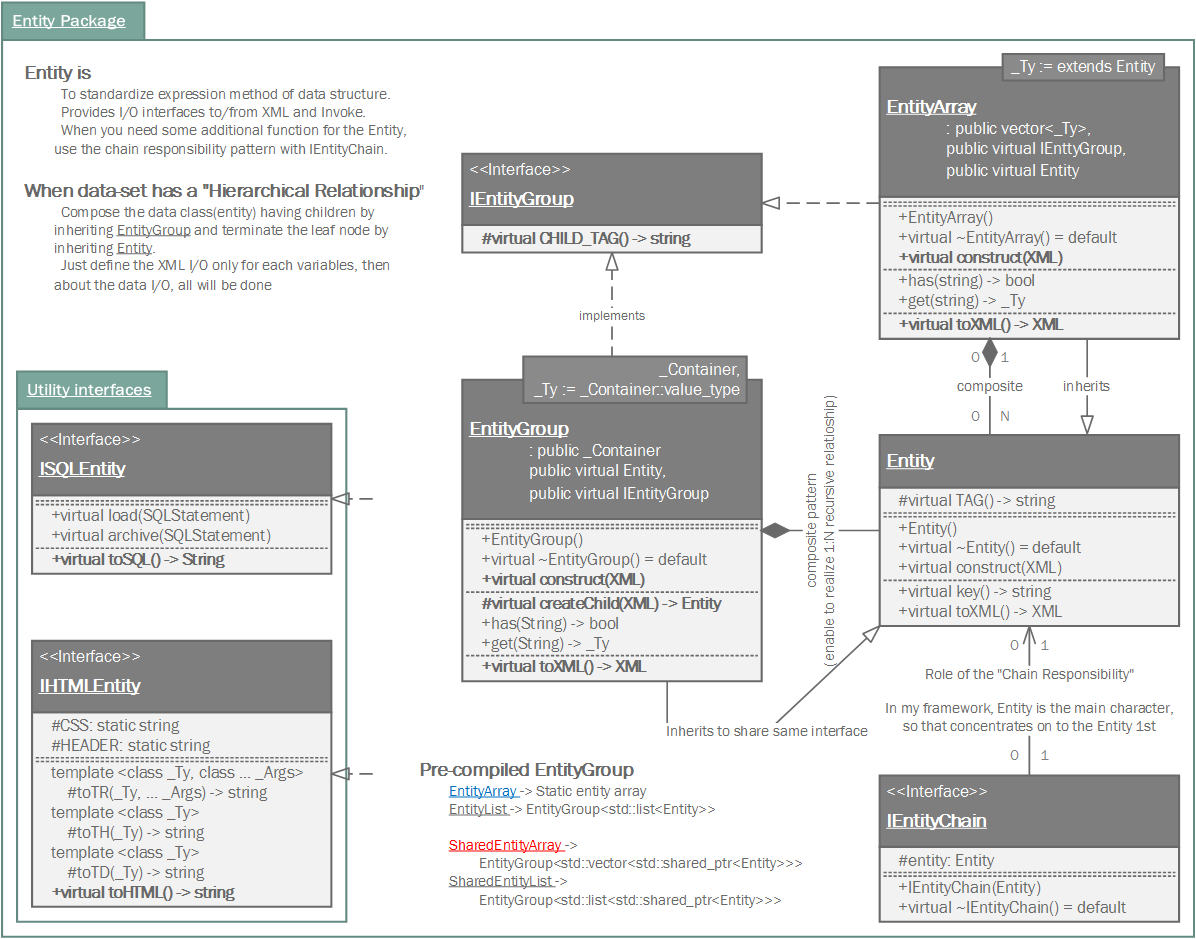 Entity Package
Entity is
To standardize expression method of data structure.
Provides I/O interfaces to/from XML and Invoke.
When you need some additional function for the Entity,
use the chain responsibility pattern with IEntityChain.
When data-set has a "Hierarchical Relationship"
Compose the data class(entity) having children by
inheriting EntityGroup and terminate the leaf node by
inheriting Entity.
Just define the XML I/O only for each variables, then
about the data I/O, all will be done
Utility interfaces
<<Interface>>
ISQLEntity
+virtual load(SQLStatement)
+virtual archive(SQLStatement)
+virtual toSQL() -> String
<<Interface>>
IHTMLEntity
#CSS: static string
#HEADER: static string
template <class _Ty, class ... _Args>
#toTR(_Ty, ... _Args) -> string
template <class _Ty>
#toTH(_Ty) -> string
template <class _Ty>
#toTD(_Ty) -> string
+virtual toHTML() -> string
<<Interface>>
IEntityGroup
#virtual CHILD_TAG() -> string
implements
_Container,
_Ty := _Container::value_type
EntityGroup
: public _Container
public virtual Entity,
public virtual IEntityGroup
+EntityGroup()
+virtual ~EntityGroup() = default
+virtual construct(XML)
#virtual createChild(XML) -> Entity
+has(String) -> bool
+get(String) -> _Ty
+virtual toXML() -> XML
composite pattern
(enable to realize 1:N recursive relatioship)
Inherits to share same interface
Pre-compiled EntityGroup
EntityArray -> Static entity array
EntityList -> EntityGroup<std::list<Entity>>
SharedEntityArray ->
EntityGroup<std::vector<std::shared_ptr<Entity>>>
SharedEntityList ->
EntityGroup<std::list<std::shared_ptr<Entity>>>
_Ty := extends Entity
EntityArray
: public vector<_Ty>,
public virtual IEnttyGroup,
public virtual Entity
+EntityArray()
+virtual ~EntityArray() = default
+virtual construct(XML)
+has(string) -> bool
+get(string) -> _Ty
+virtual toXML() -> XML
0 1
composite
inherits
0 N
Entity
#virtual TAG() -> string
+Entity()
+virtual ~Entity() = default
+virtual construct(XML)
+virtual key() -> string
+virtual toXML() -> XML
0 1
Role of the "Chain Responsibility"
In my framework, Entity is the main character,
so that concentrates on to the Entity 1st
0 1
<<Interface>>
IEntityChain
#entity: Entity
+IEntityChain(Entity)
+virtual ~IEntityChain() = default